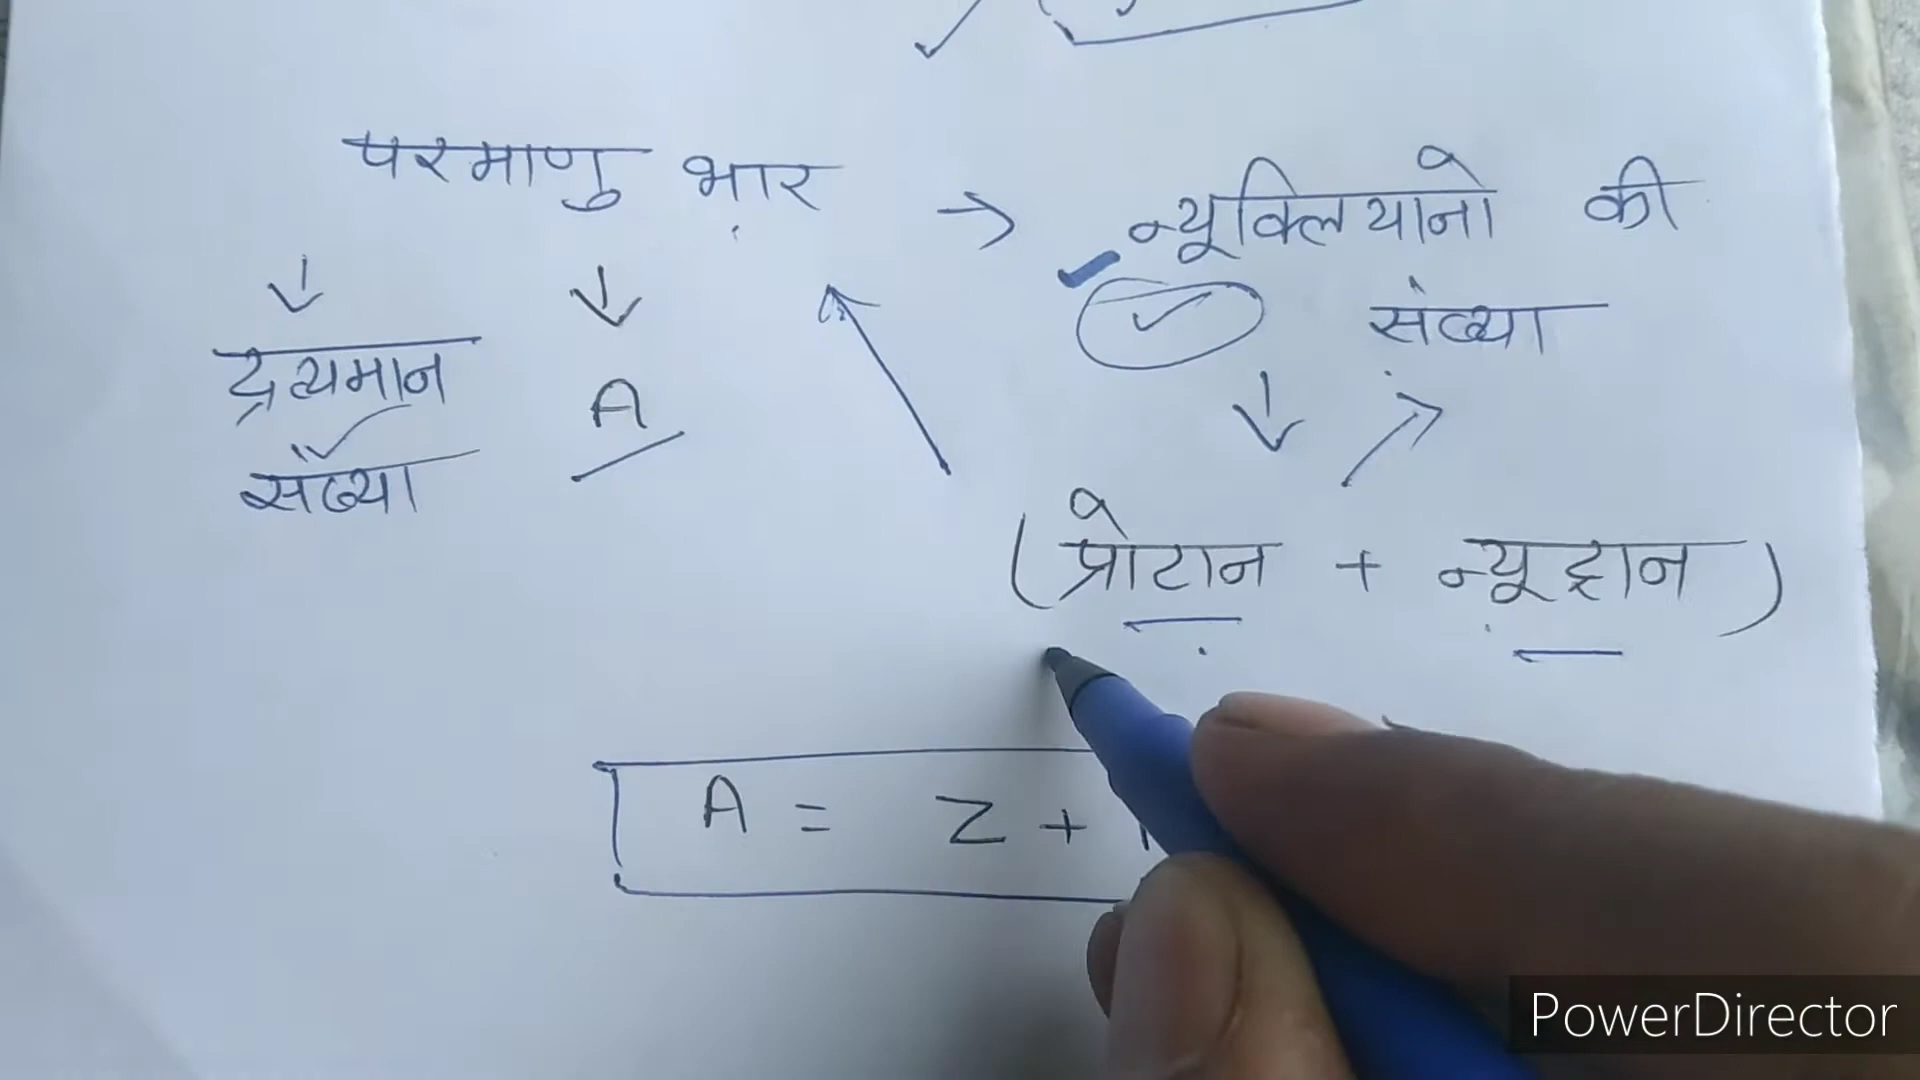 परमाणु भार → न्यूक्लियानो की
संख्या
↓ ↓
द्रव्यमान A
संख्या
↓
(प्रोटान + न्यूट्रान)
A = Z +
PowerDirector